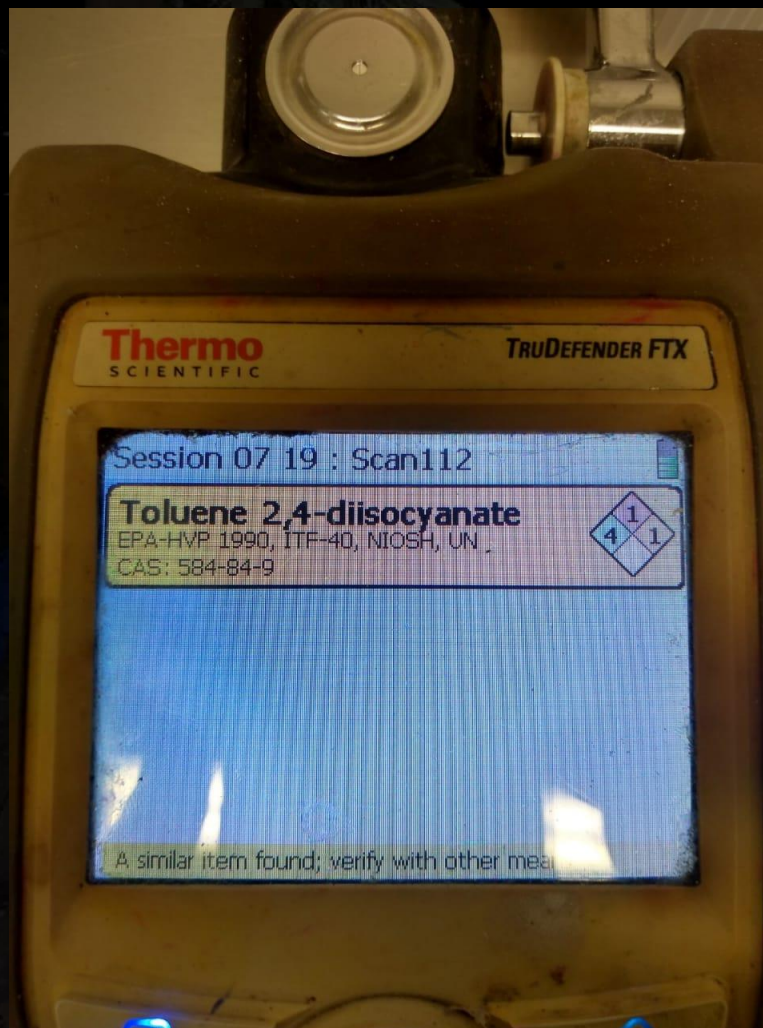 Thermo
SCIENTIFIC
TRUDEFENDER FTX
Session 07 19 : Scan112
Toluene 2,4-diisocyanate
EPA-HVP 1990, ITF-40, NIOSH, UN
CAS: 584-84-9
1
4 1
A similar item found; verify with other